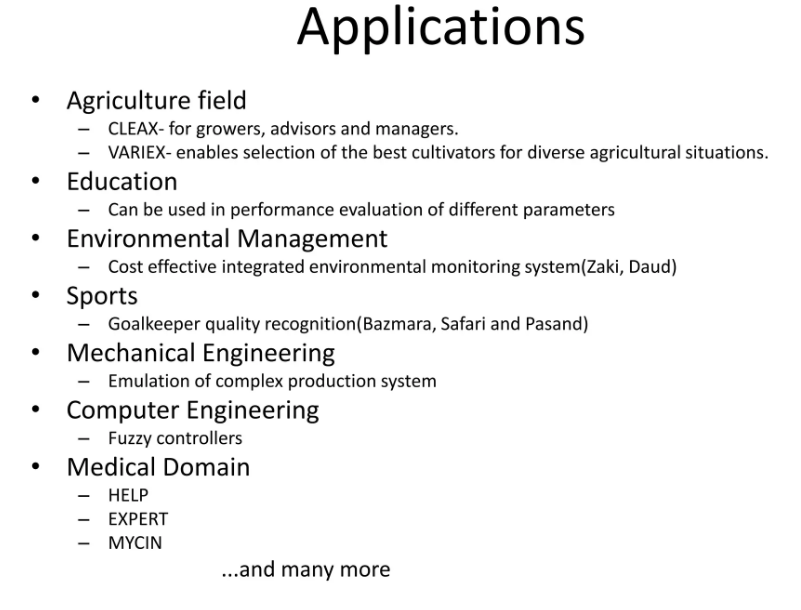 Applications
• Agriculture field
– CLEAX- for growers, advisors and managers.
– VARIEX- enables selection of the best cultivators for diverse agricultural situations.
• Education
– Can be used in performance evaluation of different parameters
• Environmental Management
– Cost effective integrated environmental monitoring system(Zaki, Daud)
• Sports
– Goalkeeper quality recognition(Bazmara, Safari and Pasand)
• Mechanical Engineering
– Emulation of complex production system
• Computer Engineering
– Fuzzy controllers
• Medical Domain
– HELP
– EXPERT
– MYCIN
...and many more